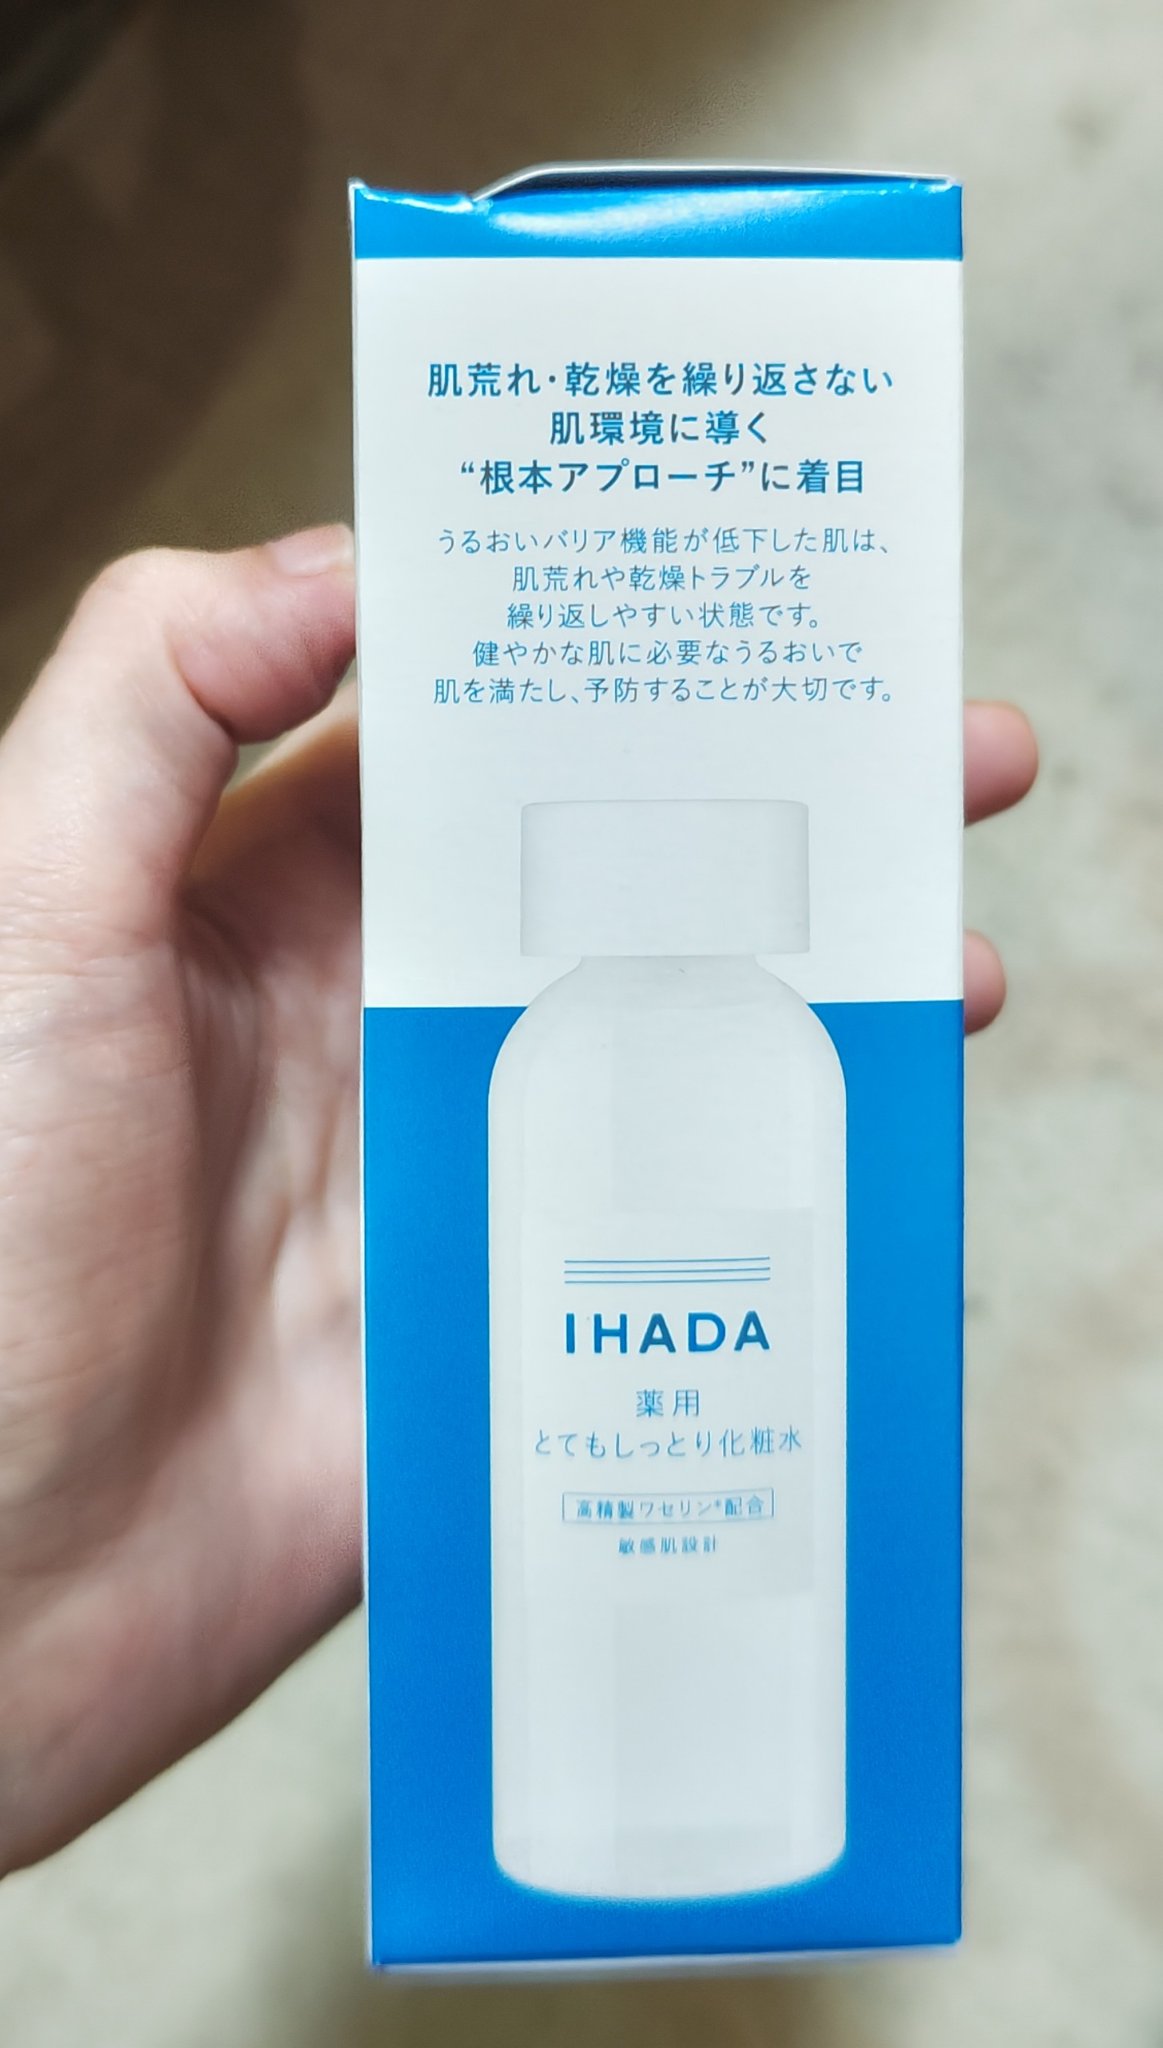 肌荒れ・乾燥を繰り返さない
肌環境に導く
“根本アプローチ”に着目
うるおいバリア機能が低下した肌は、
肌荒れや乾燥トラブルを
繰り返しやすい状態です。
健やかな肌に必要なうるおいで
肌を満たし、予防することが大切です。
IHADA
薬用
とてもしっとり化粧水
高精製ワセリン*配合
敏感肌設計